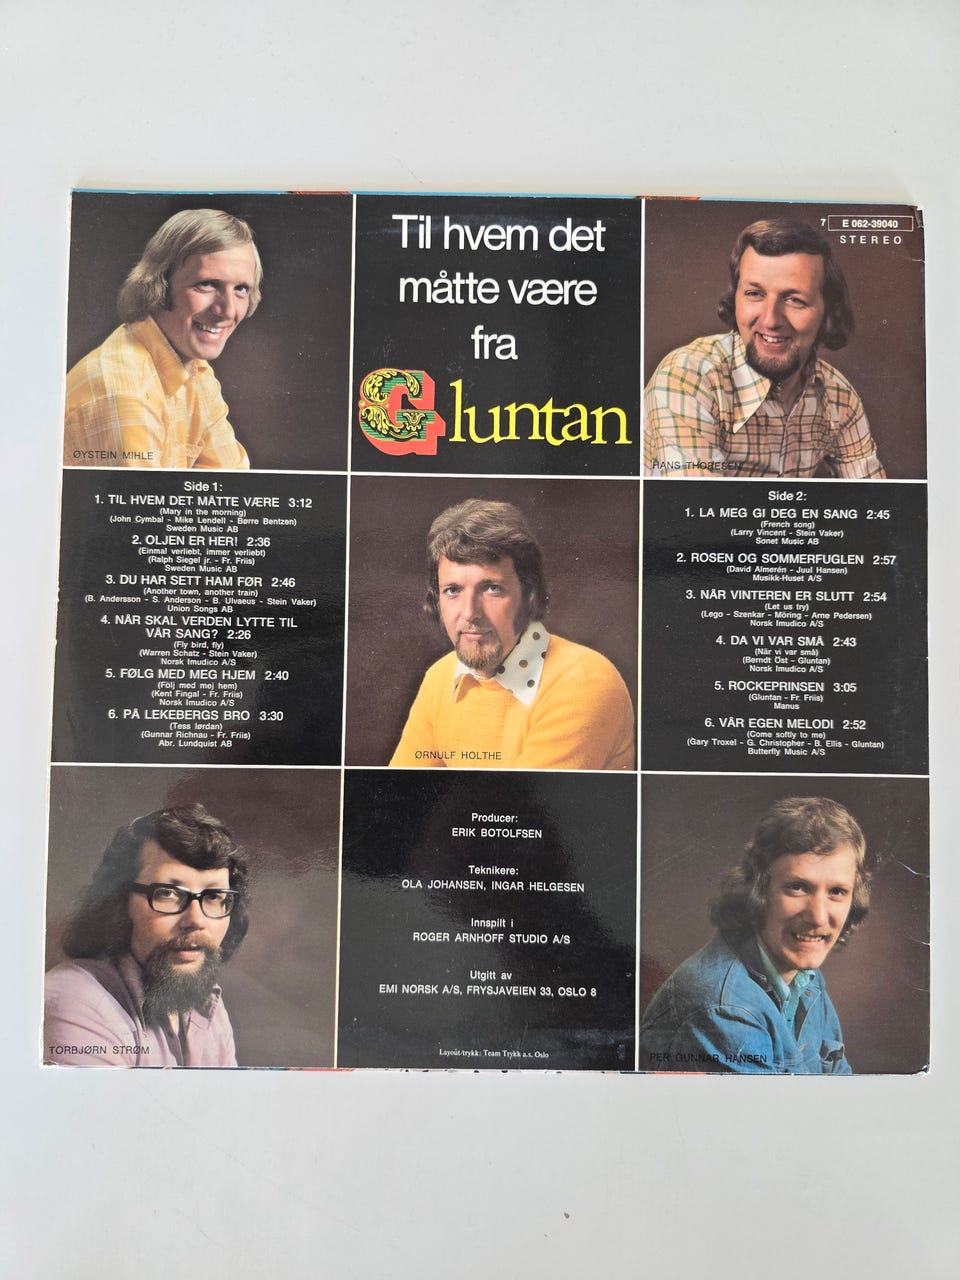 Til hvem det
måtte være
fra
Gluntan
7 E 062-39040
STEREO
ØYSTEIN MIHLE
HANS THORESEN
Side 1:
1. TIL HVEM DET MÅTTE VÆRE 3:12
(Mary in the morning)
(John Cymbal - Mike Lendell - Børre Bentzen)
Sweden Music AB
2. OLJEN ER HER! 2:36
(Einmal verliebt, immer verliebt)
(Ralph Siegel jr. - Fr. Friis)
Sweden Music AB
3. DU HAR SETT HAM FØR 2:46
(Another town, another train)
(B. Andersson - S. Anderson - B. Ulvaeus - Stein Vaker)
Union Songs AB
4. NÅR SKAL VERDEN LYTTE TIL
VÅR SANG? 2:26
(Fly bird, fly)
(Warren Schatz - Stein Vaker)
Norsk Imudico A/S
5. FØLG MED MEG HJEM 2:40
(Följ med mej hem)
(Kent Fingal - Fr. Friis)
Norsk Imudico A/S
6. PÅ LEKEBERGS BRO 3:30
(Tess lørdan)
(Gunnar Richnau - Fr. Friis)
Abr. Lundquist AB
ØRNULF HOLTHE
Side 2:
1. LA MEG GI DEG EN SANG 2:45
(French song)
(Larry Vincent - Stein Vaker)
Sonet Music AB
2. ROSEN OG SOMMERFUGLEN 2:57
(David Almerén - Juul Hansen)
Musikk-Huset A/S
3. NÅR VINTEREN ER SLUTT 2:54
(Let us try)
(Lego - Szenkar - Möring - Arne Pedersen)
Norsk Imudico A/S
4. DA VI VAR SMÅ 2:43
(När vi var små)
(Berndt Öst - Gluntan)
Norsk Imudico A/S
5. ROCKEPRINSEN 3:05
(Gluntan - Fr. Friis)
Manus
6. VÅR EGEN MELODI 2:52
(Come softly to me)
(Gary Troxel - G. Christopher - B. Ellis - Gluntan)
Butterfly Music A/S
TORBJØRN STRØM
Producer:
ERIK BOTOLFSEN
Teknikere:
OLA JOHANSEN, INGAR HELGESEN
Innspilt i
ROGER ARNHOFF STUDIO A/S
Utgitt av
EMI NORSK A/S, FRYSJAVEIEN 33, OSLO 8
Layout/trykk: Team Trykk a.s. Oslo
PER GUNNAR HANSEN